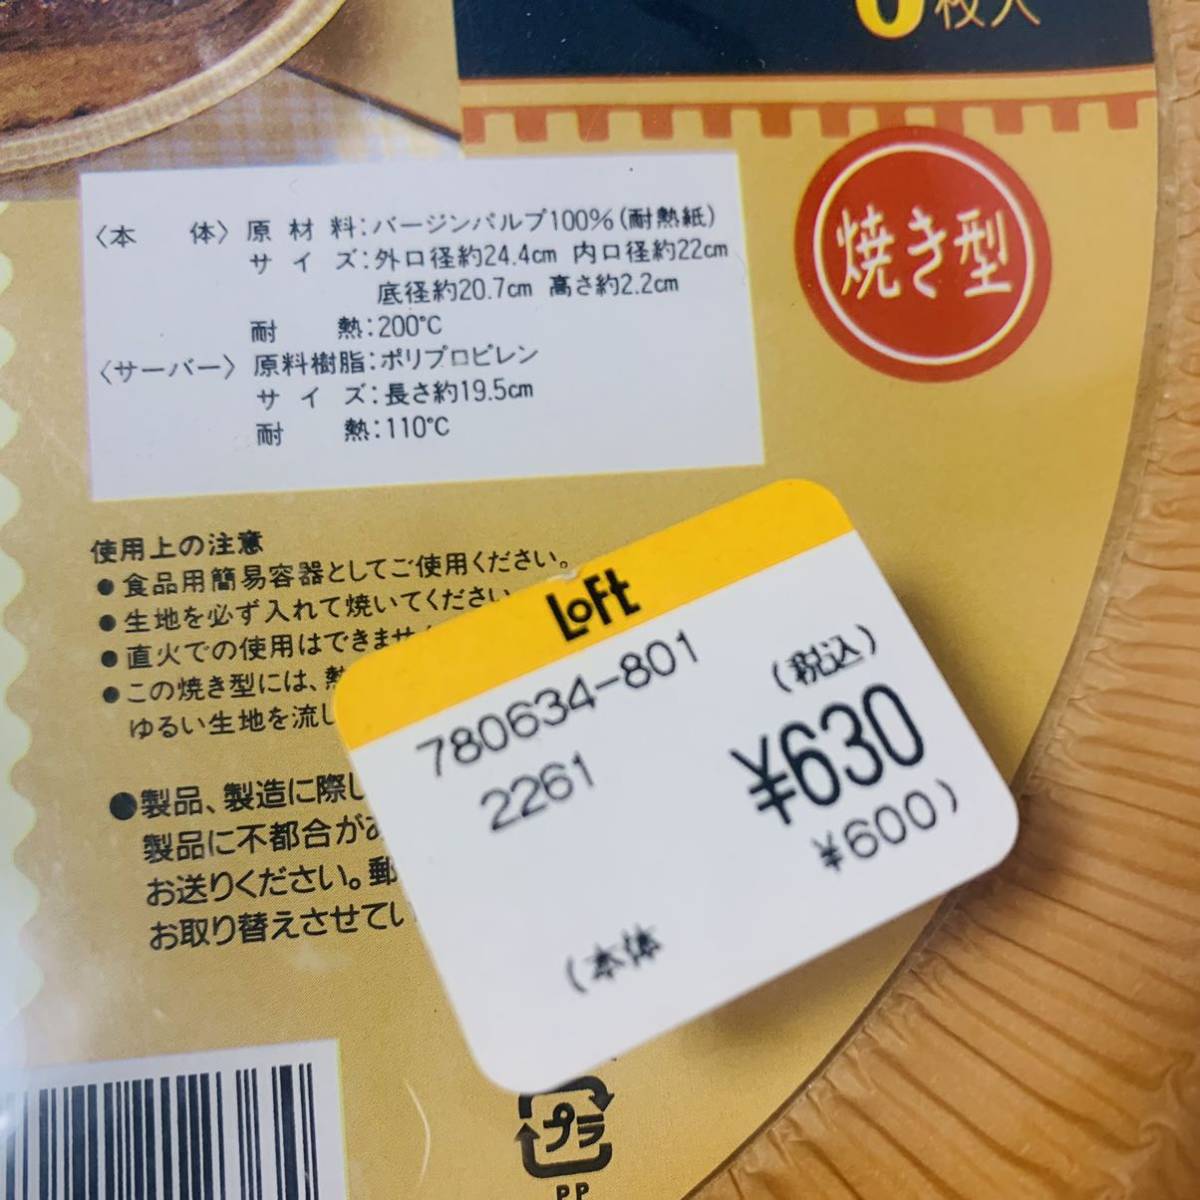 枚入
焼き型
〈本 体〉 原材料:バージンパルプ100%(耐熱紙)
サイズ:外口径約24.4cm 内口径約22cm
底径約20.7cm 高さ約2.2cm
耐 熱:200℃
〈サーバー〉 原料樹脂:ポリプロピレン
サイズ:長さ約19.5cm
耐 熱:110℃
使用上の注意
●食品用簡易容器としてご使用ください。
●生地を必ず入れて焼いてください
●直火での使用はできませ
●この焼き型には、熱
ゆるい生地を流し
●製品、製造に際し
製品に不都合が
お送りください。郵
お取り替えさせてい
LOFt
780634-801
2261
(税込)
¥630
¥600)
(本体
プラ
PP